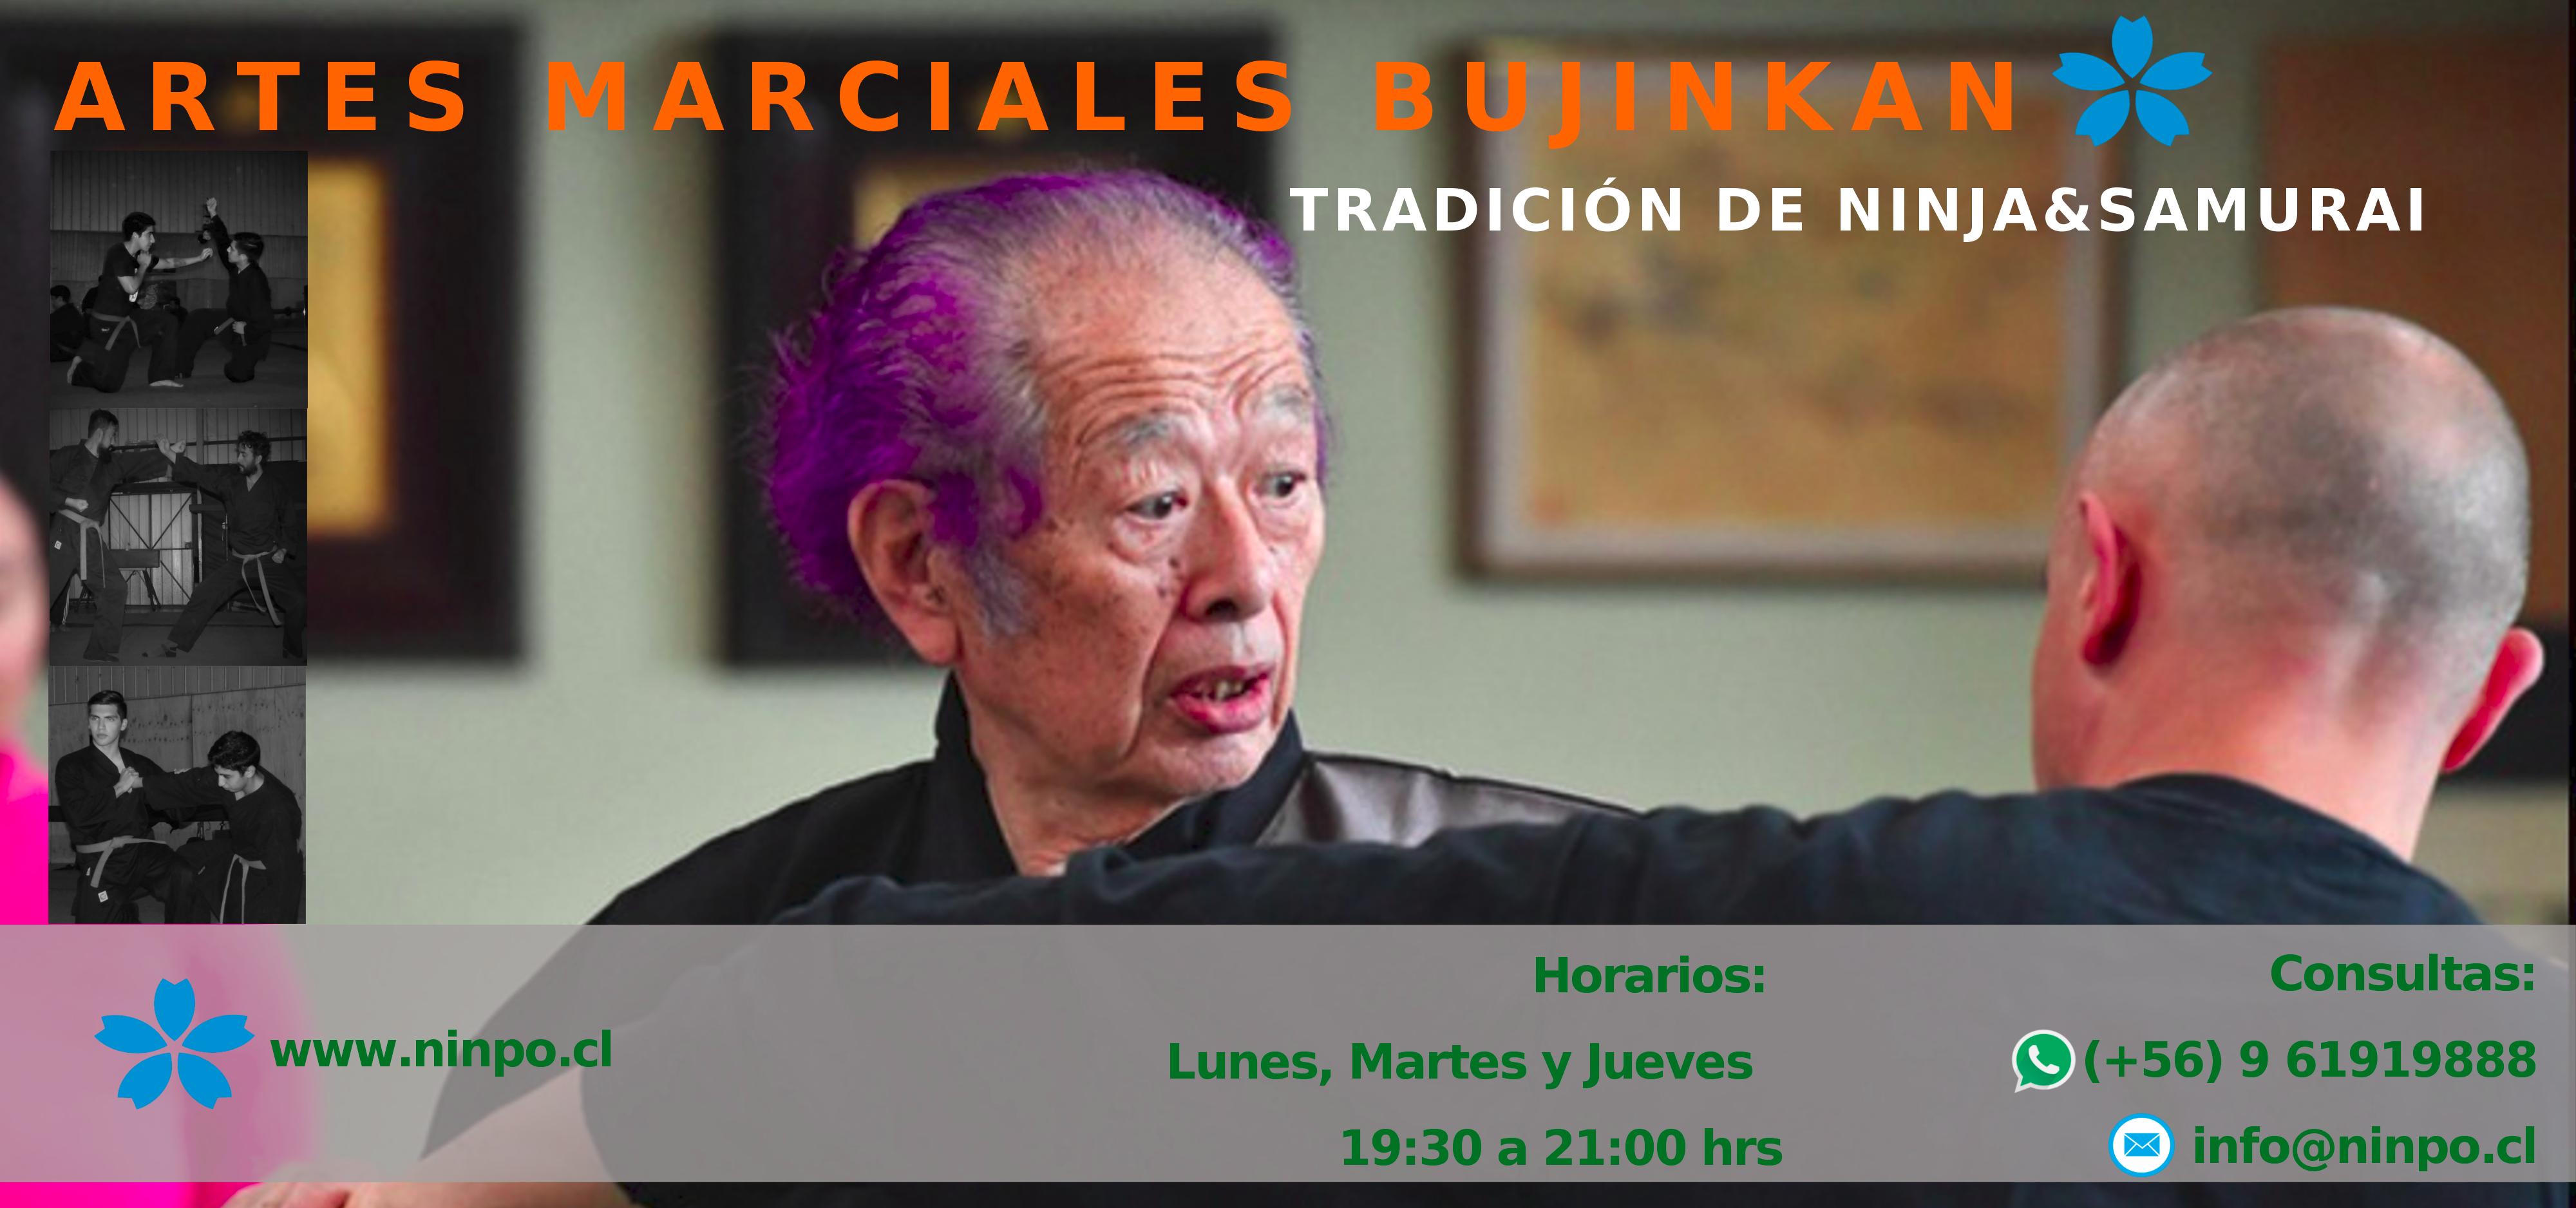 ARTES MARCIALES BUJINKAN
TRADICIÓN DE NINJA&SAMURAI
www.ninpo.cl
Horarios:
Lunes, Martes y Jueves
19:30 a 21:00 hrs
Consultas:
(+56) 9 61919888
info@ninpo.cl